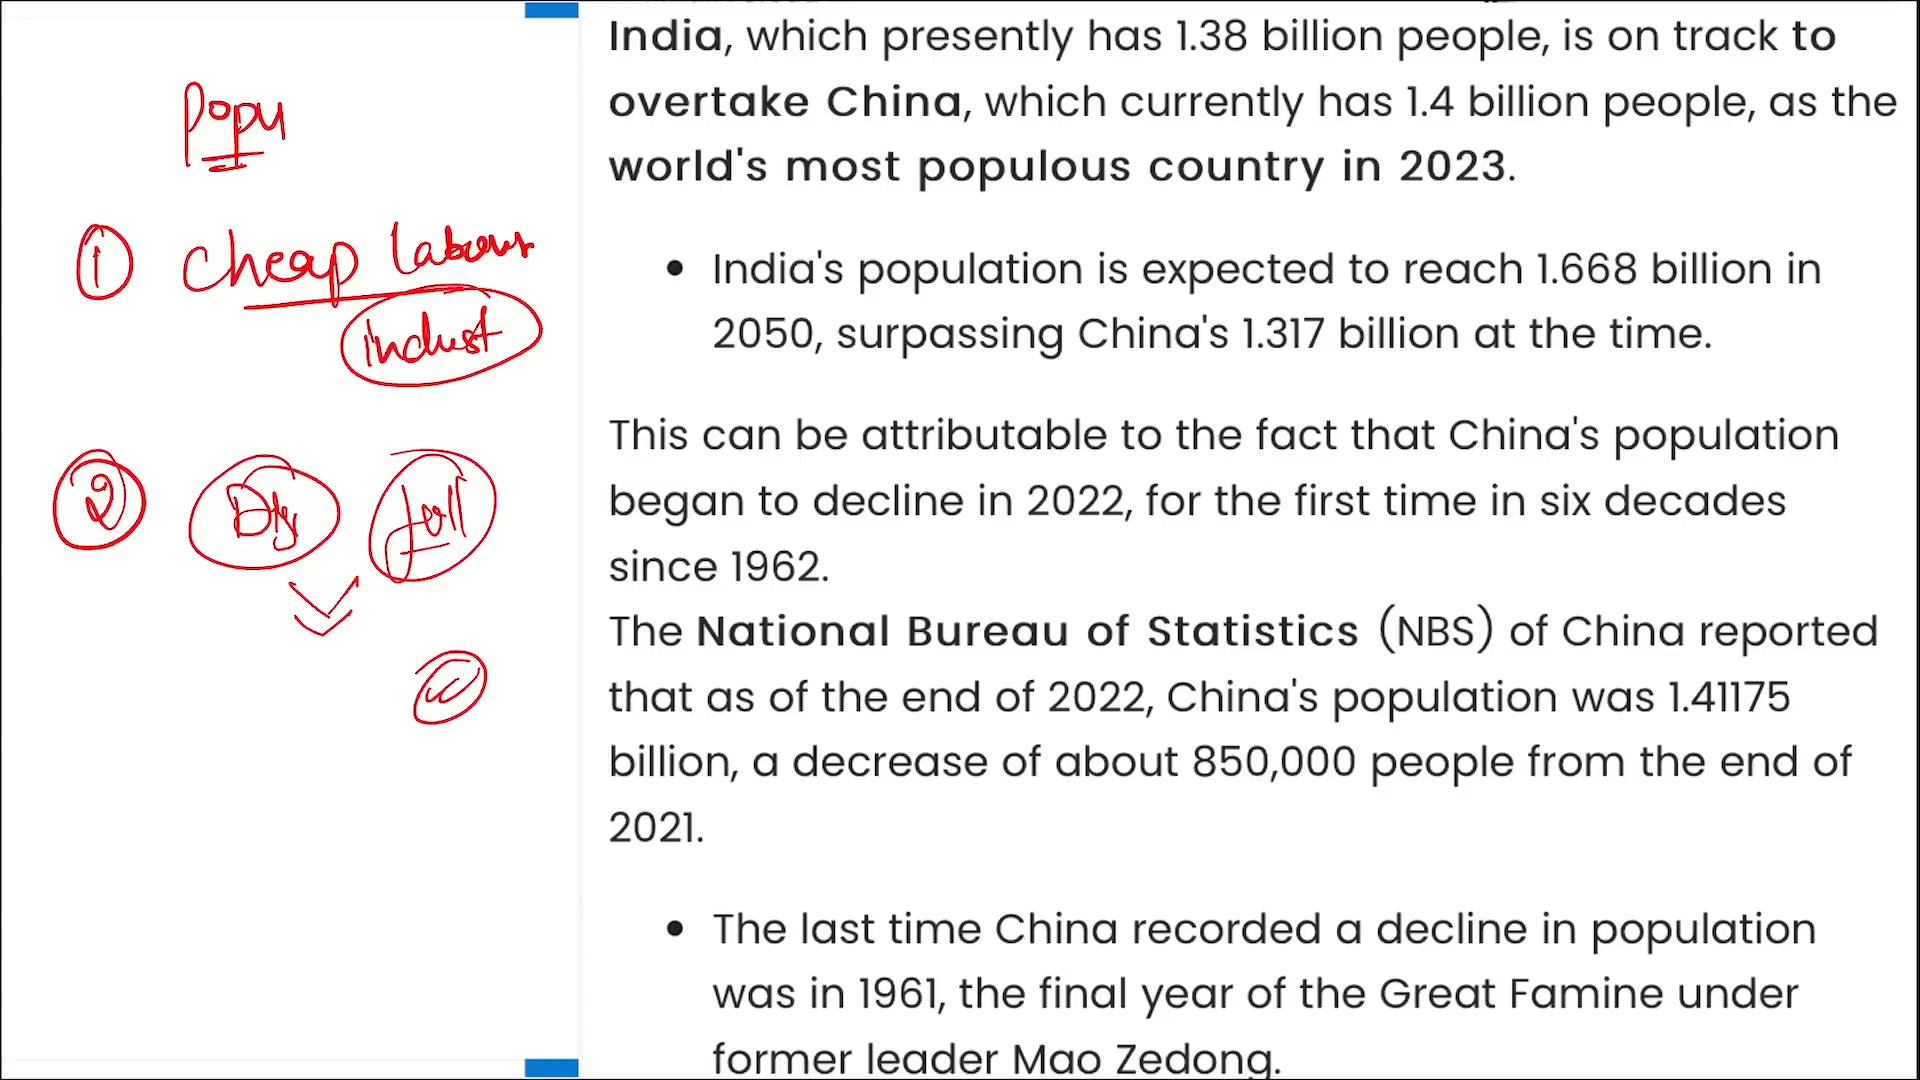 Popu
1 cheap labour
indust
2
India, which presently has 1.38 billion people, is on track to
overtake China, which currently has 1.4 billion people, as the
world's most populous country in 2023.
• India's population is expected to reach 1.668 billion in
2050, surpassing China's 1.317 billion at the time.
This can be attributable to the fact that China's population
began to decline in 2022, for the first time in six decades
since 1962.
The National Bureau of Statistics (NBS) of China reported
that as of the end of 2022, China's population was 1.41175
billion, a decrease of about 850,000 people from the end of
2021.
• The last time China recorded a decline in population
was in 1961, the final year of the Great Famine under
former leader Mao Zedong.